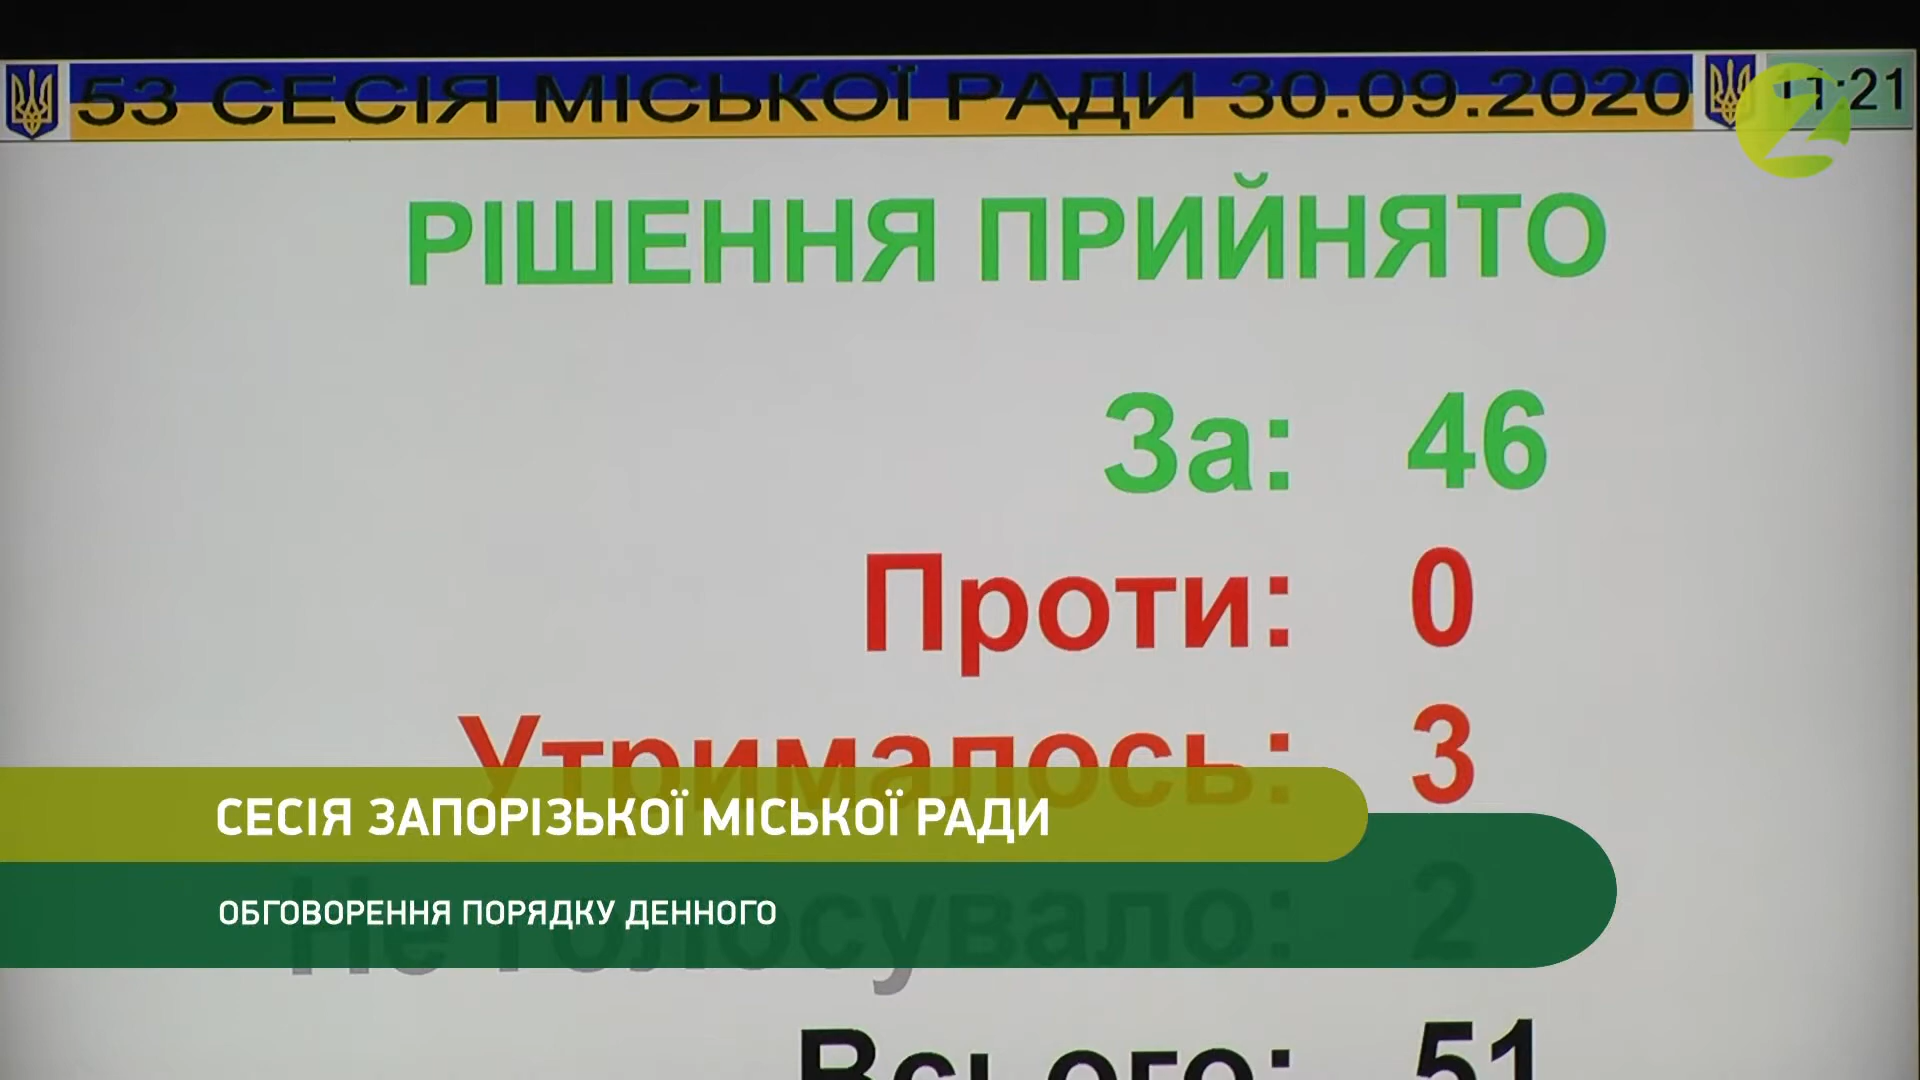 53 СЕСІЯ МІСЬКОЇ РАДИ 30.09.2020 11:21
РІШЕННЯ ПРИЙНЯТО
За: 46
Проти: 0
Утрималось: 3
СЕСІЯ ЗАПОРІЗЬКОЇ МІСЬКОЇ РАДИ
Не голосувало: 2
ОБГОВОРЕННЯ ПОРЯДКУ ДЕННОГО
Всього: 51